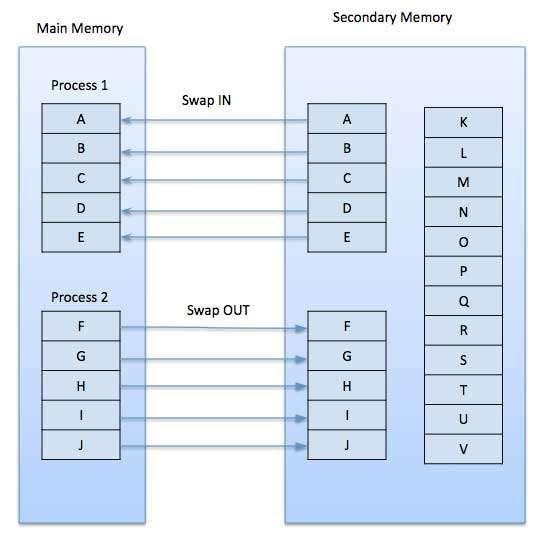 Main Memory
Secondary Memory
Process 1
Swap IN
A
B
C
D
E
A
B
C
D
E
Process 2
Swap OUT
F
G
H
I
J
F
G
H
I
J
K
L
M
N
O
P
Q
R
S
T
U
V